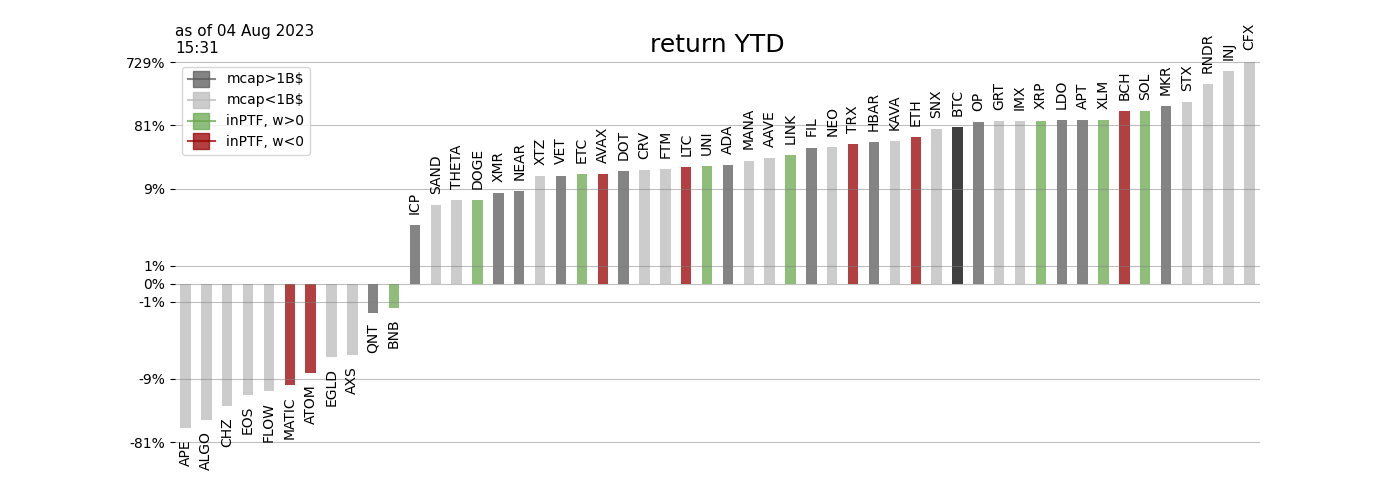 as of 04 Aug 2023
15:31
return YTD
mcap>1B$
mcap<1B$
inPTF, w>0
inPTF, w<0
729%
81%
9%
1%
0%
-1%
-9%
-81%
APE
ALGO
CHZ
EOS
FLOW
MATIC
ATOM
EGLD
AXS
QNT
BNB
ICP
SAND
THETA
DOGE
XMR
NEAR
XTZ
VET
ETC
AVAX
DOT
CRV
FTM
LTC
UNI
ADA
MANA
AAVE
LINK
FIL
NEO
TRX
HBAR
KAVA
ETH
SNX
BTC
OP
GRT
IMX
XRP
LDO
APT
XLM
BCH
SOL
MKR
STX
RNDR
INJ
CFX